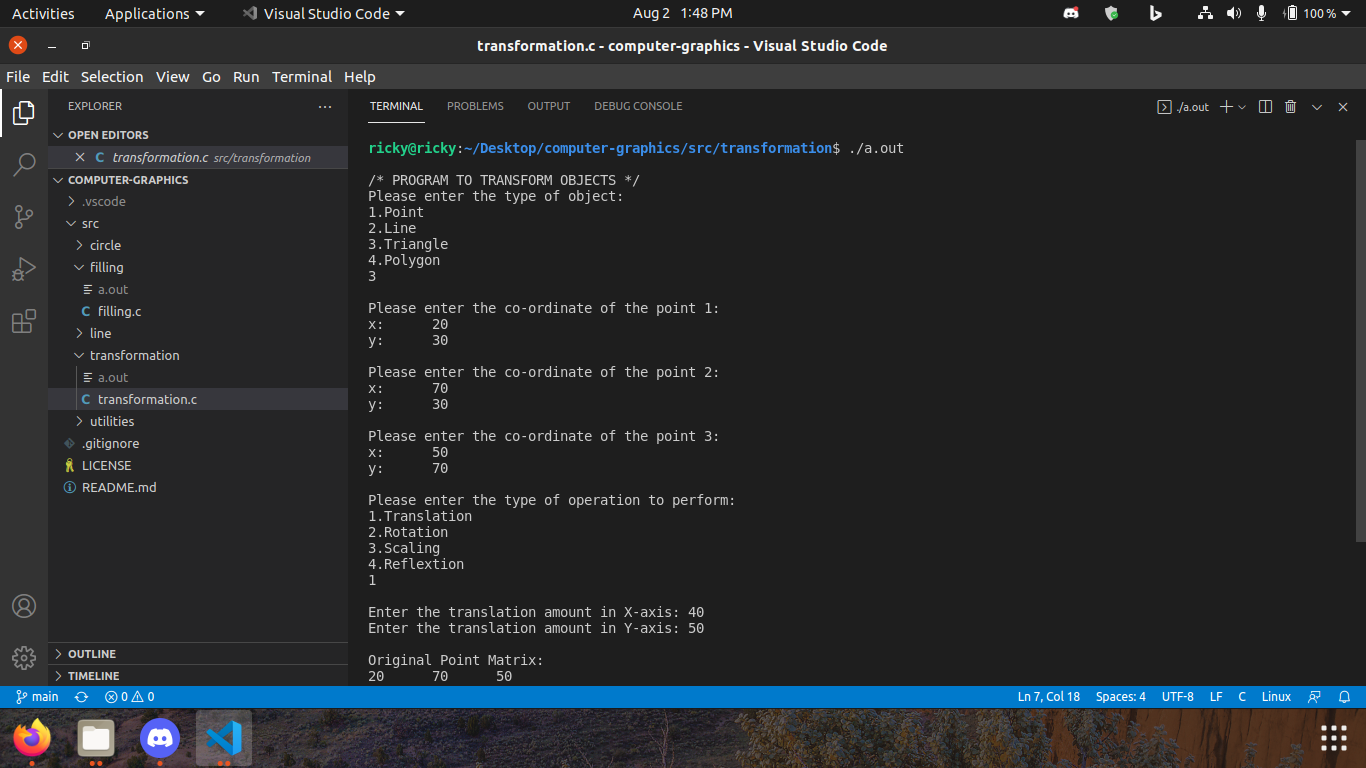 Activities Applications Visual Studio Code Aug 2 1:48 PM 100 %
transformation.c - computer-graphics - Visual Studio Code
File Edit Selection View Go Run Terminal Help
EXPLORER
OPEN EDITORS
C transformation.c src/transformation
COMPUTER-GRAPHICS
.vscode
src
circle
filling
a.out
C filling.c
line
transformation
a.out
C transformation.c
utilities
.gitignore
LICENSE
README.md
OUTLINE
TIMELINE
TERMINAL PROBLEMS OUTPUT DEBUG CONSOLE ./a.out
ricky@ricky:~/Desktop/computer-graphics/src/transformation$ ./a.out
/* PROGRAM TO TRANSFORM OBJECTS */
Please enter the type of object:
1.Point
2.Line
3.Triangle
4.Polygon
3
Please enter the co-ordinate of the point 1:
x: 20
y: 30
Please enter the co-ordinate of the point 2:
x: 70
y: 30
Please enter the co-ordinate of the point 3:
x: 50
y: 70
Please enter the type of operation to perform:
1.Translation
2.Rotation
3.Scaling
4.Reflextion
1
Enter the translation amount in X-axis: 40
Enter the translation amount in Y-axis: 50
Original Point Matrix:
20 70 50
main 0 0 Ln 7, Col 18 Spaces: 4 UTF-8 LF C Linux